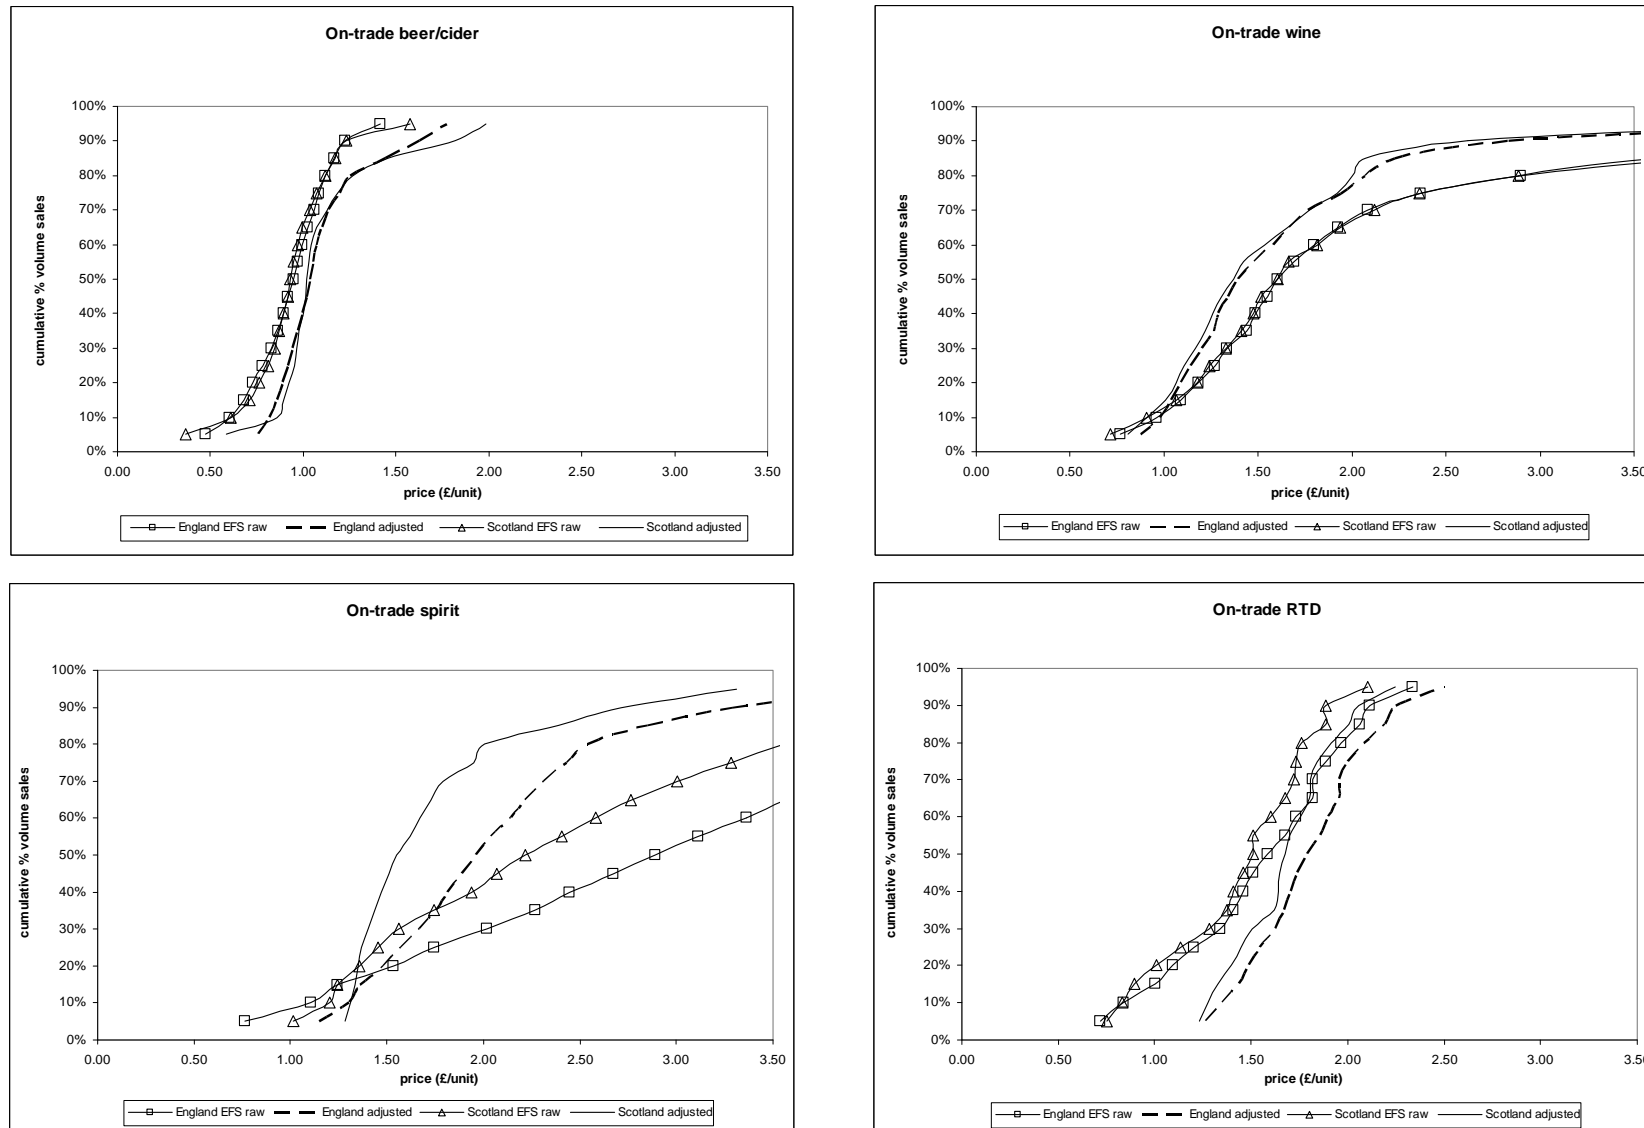 On-trade beer/cider
100%
90%
80%
70%
60%
50%
40%
30%
20%
10%
0%
cumulative % volume sales
0.00 0.50 1.00 1.50 2.00 2.50 3.00 3.50
price (£/unit)
England EFS raw England adjusted Scotland EFS raw Scotland adjusted
On-trade wine
100%
90%
80%
70%
60%
50%
40%
30%
20%
10%
0%
cumulative % volume sales
0.00 0.50 1.00 1.50 2.00 2.50 3.00 3.50
price (£/unit)
England EFS raw England adjusted Scotland EFS raw Scotland adjusted
On-trade spirit
100%
90%
80%
70%
60%
50%
40%
30%
20%
10%
0%
cumulative % volume sales
0.00 0.50 1.00 1.50 2.00 2.50 3.00 3.50
price (£/unit)
England EFS raw England adjusted Scotland EFS raw Scotland adjusted
On-trade RTD
100%
90%
80%
70%
60%
50%
40%
30%
20%
10%
0%
cumulative % volume sales
0.00 0.50 1.00 1.50 2.00 2.50 3.00 3.50
price (£/unit)
England EFS raw England adjusted Scotland EFS raw Scotland adjusted